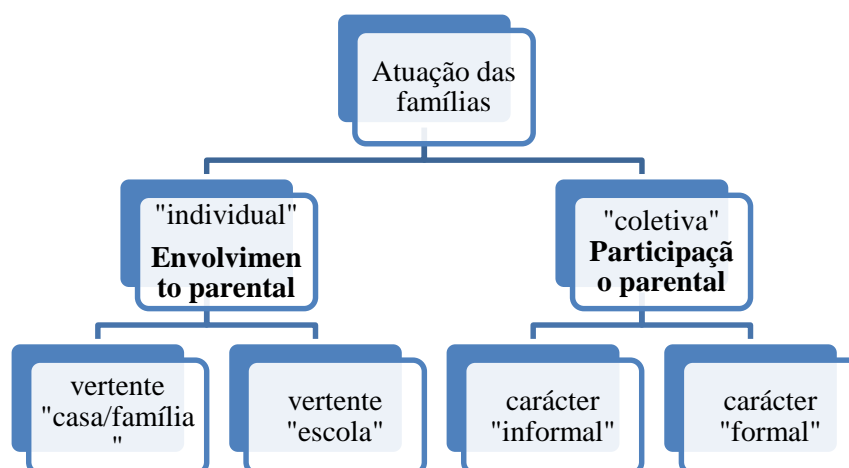 Atuação das
famílias
"individual"
Envolvimen
to parental
"coletiva"
Participaçã
o parental
vertente
"casa/família
"
vertente
"escola"
carácter
"informal"
carácter
"formal"